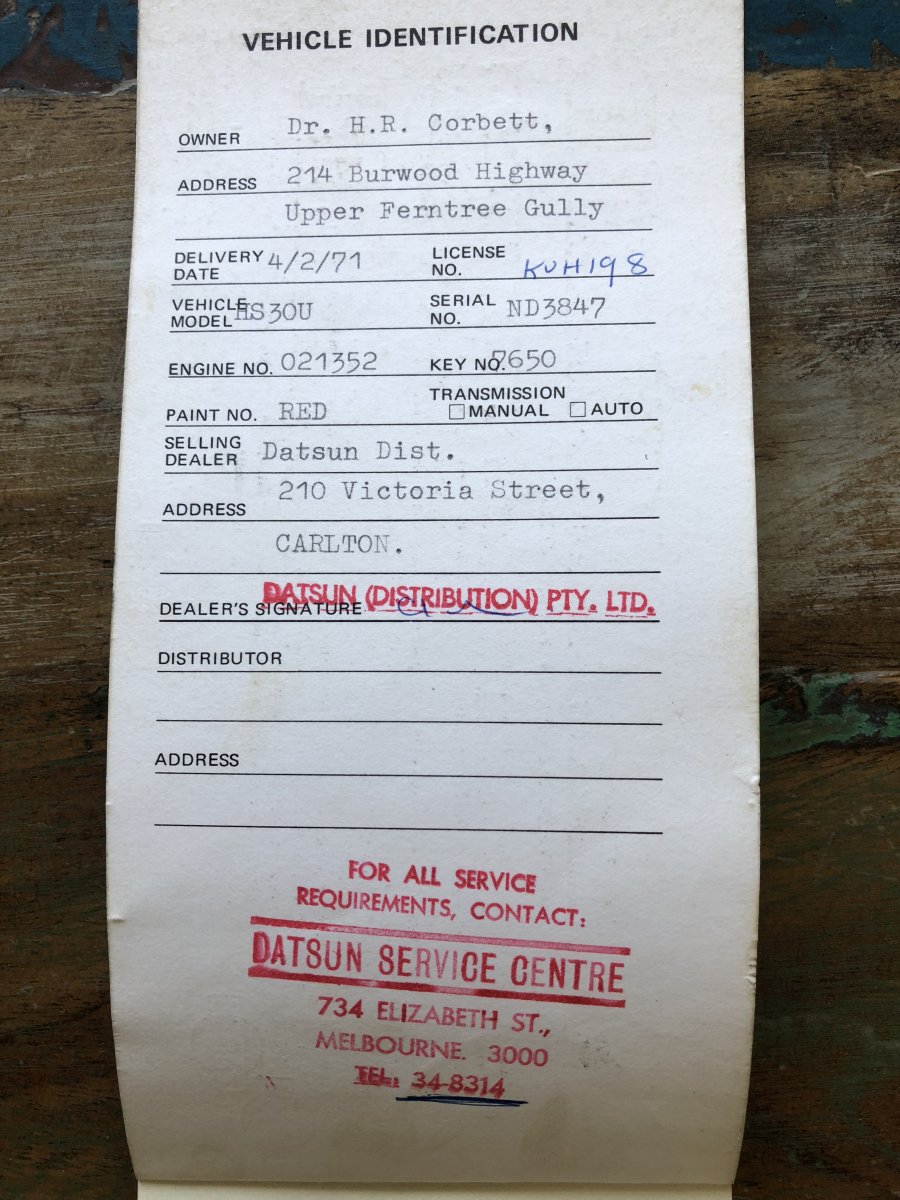 VEHICLE IDENTIFICATION
OWNER Dr. H.R. Corbett,
ADDRESS 214 Burwood Highway
Upper Ferntree Gully
DELIVERY DATE 4/2/71 LICENSE NO. KVH198
VEHICLE MODEL HS30U SERIAL NO. ND3847
ENGINE NO. 021352 KEY NO. 7650
PAINT NO. RED TRANSMISSION MANUAL AUTO
SELLING DEALER Datsun Dist.
ADDRESS 210 Victoria Street,
CARLTON.
DEALER'S SIGNATURE DATSUN (DISTRIBUTION) PTY. LTD.
DISTRIBUTOR
ADDRESS
FOR ALL SERVICE
REQUIREMENTS, CONTACT:
DATSUN SERVICE CENTRE
734 ELIZABETH ST.,
MELBOURNE. 3000
TEL: 34-8314